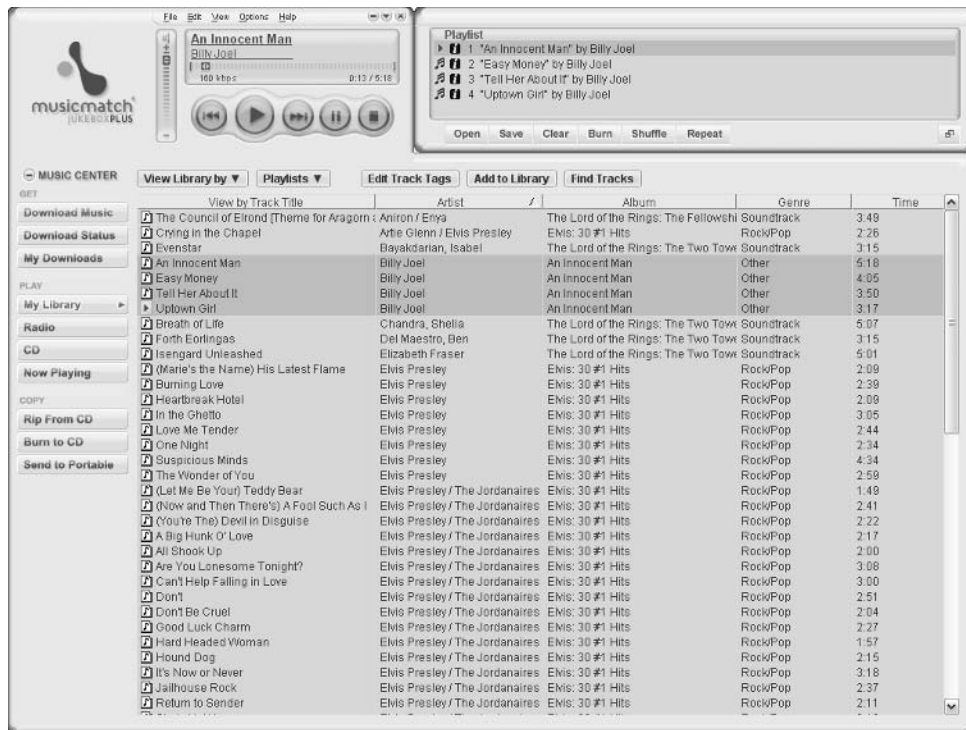 File Edit View Options Help
An Innocent Man
Billy Joel
160 kbps 0:13 / 5:18
musicmatch
JUKEBOX PLUS
Playlist
1 "An Innocent Man" by Billy Joel
2 "Easy Money" by Billy Joel
3 "Tell Her About It" by Billy Joel
4 "Uptown Girl" by Billy Joel
Open Save Clear Burn Shuffle Repeat
MUSIC CENTER
GET
Download Music
Download Status
My Downloads
PLAY
My Library
Radio
CD
Now Playing
COPY
Rip From CD
Burn to CD
Send to Portable
View Library by Playlists Edit Track Tags Add to Library Find Tracks
View by Track Title Artist Album Genre Time
The Council of Elrond [Theme for Aragorn Aniron / Enya The Lord of the Rings: The Fellowshi Soundtrack 3:49
Crying in the Chapel Artie Glenn / Elvis Presley Elvis: 30 #1 Hits Rock/Pop 2:26
Evenstar Bayakdarian, Isabel The Lord of the Rings: The Two Towe Soundtrack 3:15
An Innocent Man Billy Joel An Innocent Man Other 5:18
Easy Money Billy Joel An Innocent Man Other 4:05
Tell Her About It Billy Joel An Innocent Man Other 3:50
Uptown Girl Billy Joel An Innocent Man Other 3:17
Breath of Life Chandra, Sheila The Lord of the Rings: The Two Towe Soundtrack 5:07
Forth Eorlingas Del Maestro, Ben The Lord of the Rings: The Two Towe Soundtrack 3:15
Isengard Unleashed Elizabeth Fraser The Lord of the Rings: The Two Towe Soundtrack 5:01
(Marie's the Name) His Latest Flame Elvis Presley Elvis: 30 #1 Hits Rock/Pop 2:09
Burning Love Elvis Presley Elvis: 30 #1 Hits Rock/Pop 2:39
Heartbreak Hotel Elvis Presley Elvis: 30 #1 Hits Rock/Pop 2:09
In the Ghetto Elvis Presley Elvis: 30 #1 Hits Rock/Pop 3:05
Love Me Tender Elvis Presley Elvis: 30 #1 Hits Rock/Pop 2:44
One Night Elvis Presley Elvis: 30 #1 Hits Rock/Pop 2:34
Suspicious Minds Elvis Presley Elvis: 30 #1 Hits Rock/Pop 4:34
The Wonder of You Elvis Presley Elvis: 30 #1 Hits Rock/Pop 2:59
(Let Me Be Your) Teddy Bear Elvis Presley / The Jordanaires Elvis: 30 #1 Hits Rock/Pop 1:49
(Now and Then There's) A Fool Such As I Elvis Presley / The Jordanaires Elvis: 30 #1 Hits Rock/Pop 2:41
(You're The) Devil in Disguise Elvis Presley / The Jordanaires Elvis: 30 #1 Hits Rock/Pop 2:22
A Big Hunk O' Love Elvis Presley / The Jordanaires Elvis: 30 #1 Hits Rock/Pop 2:17
All Shook Up Elvis Presley / The Jordanaires Elvis: 30 #1 Hits Rock/Pop 2:00
Are You Lonesome Tonight? Elvis Presley / The Jordanaires Elvis: 30 #1 Hits Rock/Pop 3:08
Can't Help Falling in Love Elvis Presley / The Jordanaires Elvis: 30 #1 Hits Rock/Pop 3:00
Don't Elvis Presley / The Jordanaires Elvis: 30 #1 Hits Rock/Pop 2:51
Don't Be Cruel Elvis Presley / The Jordanaires Elvis: 30 #1 Hits Rock/Pop 2:04
Good Luck Charm Elvis Presley / The Jordanaires Elvis: 30 #1 Hits Rock/Pop 2:27
Hard Headed Woman Elvis Presley / The Jordanaires Elvis: 30 #1 Hits Rock/Pop 1:57
Hound Dog Elvis Presley / The Jordanaires Elvis: 30 #1 Hits Rock/Pop 2:15
It's Now or Never Elvis Presley / The Jordanaires Elvis: 30 #1 Hits Rock/Pop 3:18
Jailhouse Rock Elvis Presley / The Jordanaires Elvis: 30 #1 Hits Rock/Pop 2:37
Return to Sender Elvis Presley / The Jordanaires Elvis: 30 #1 Hits Rock/Pop 2:11